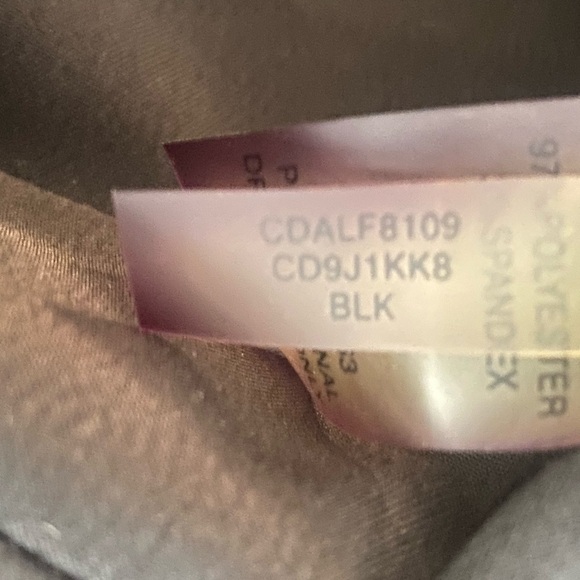 CDALF8109
CD9J1KK8
BLK
POLYESTER
SPANDEX